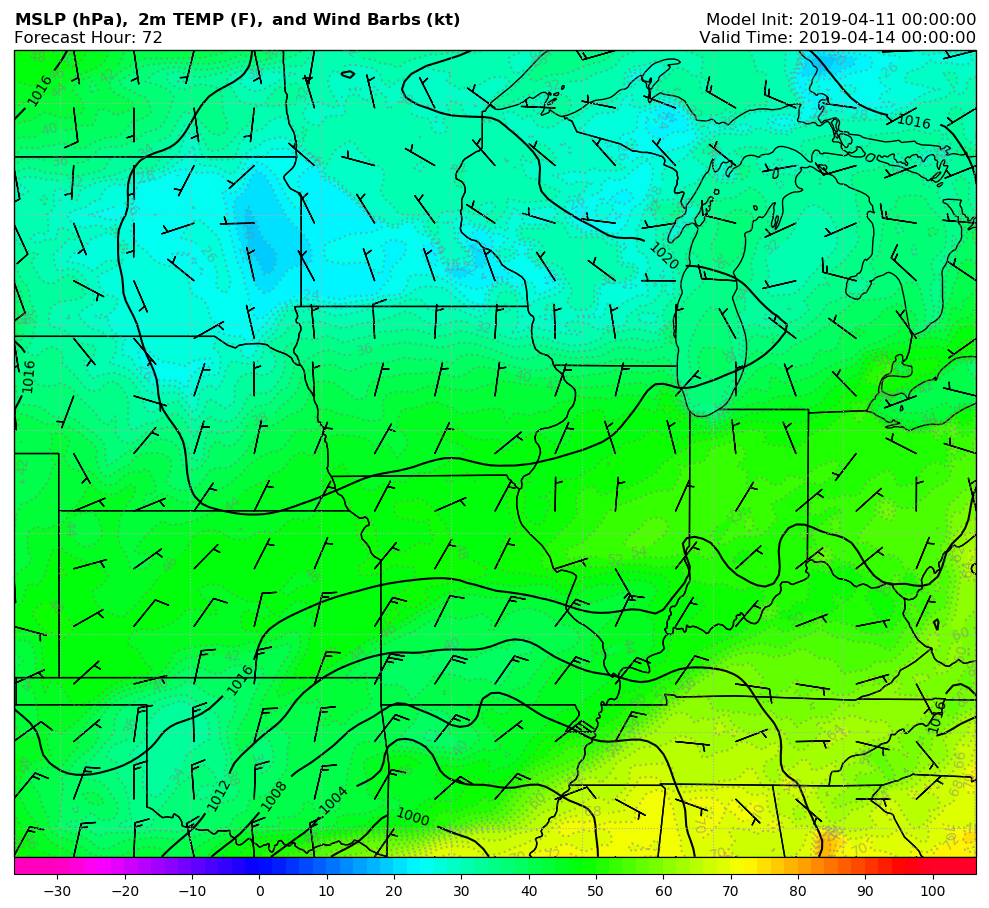 MSLP (hPa), 2m TEMP (F), and Wind Barbs (kt)
Model Init: 2019-04-11 00:00:00
Forecast Hour: 72
Valid Time: 2019-04-14 00:00:00
1016
1016
1020
1016
1016
1016
1012
1008
1004
1000
−30 −20 −10 0 10 20 30 40 50 60 70 80 90 100